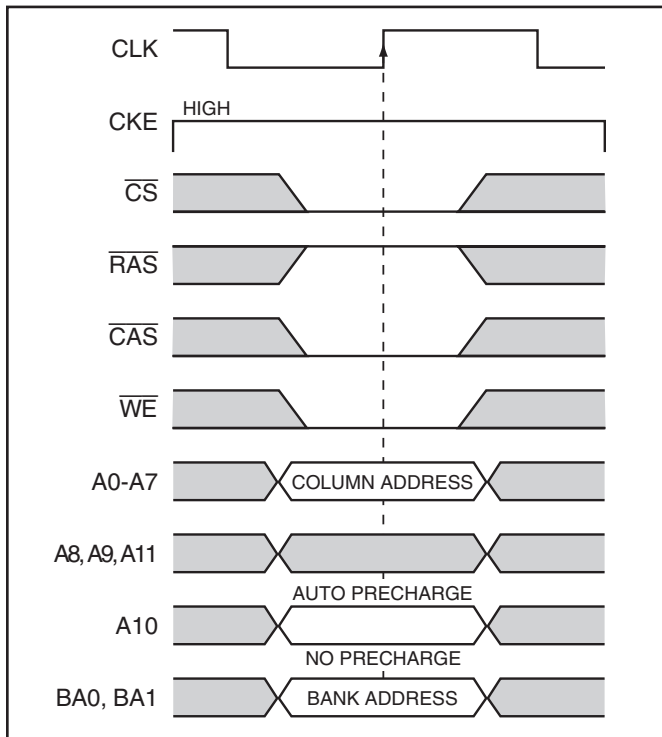 CLK
CKE HIGH
CS
RAS
CAS
WE
A0-A7 COLUMN ADDRESS
A8, A9, A11
AUTO PRECHARGE
A10
NO PRECHARGE
BA0, BA1 BANK ADDRESS